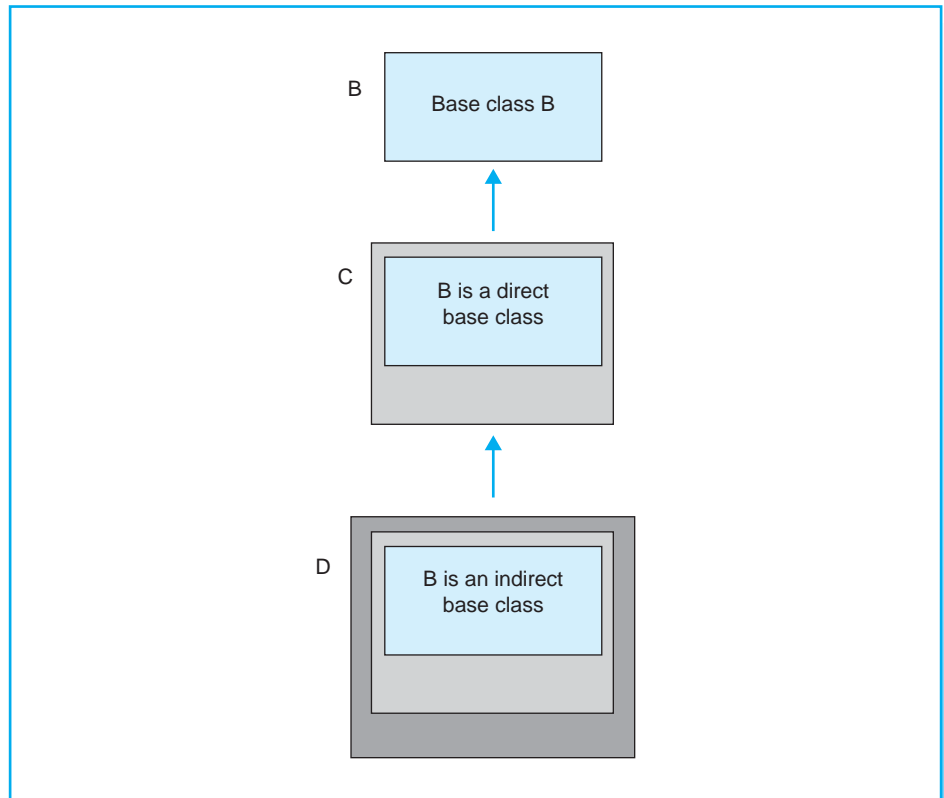 B
Base class B
C
B is a direct
base class
D
B is an indirect
base class